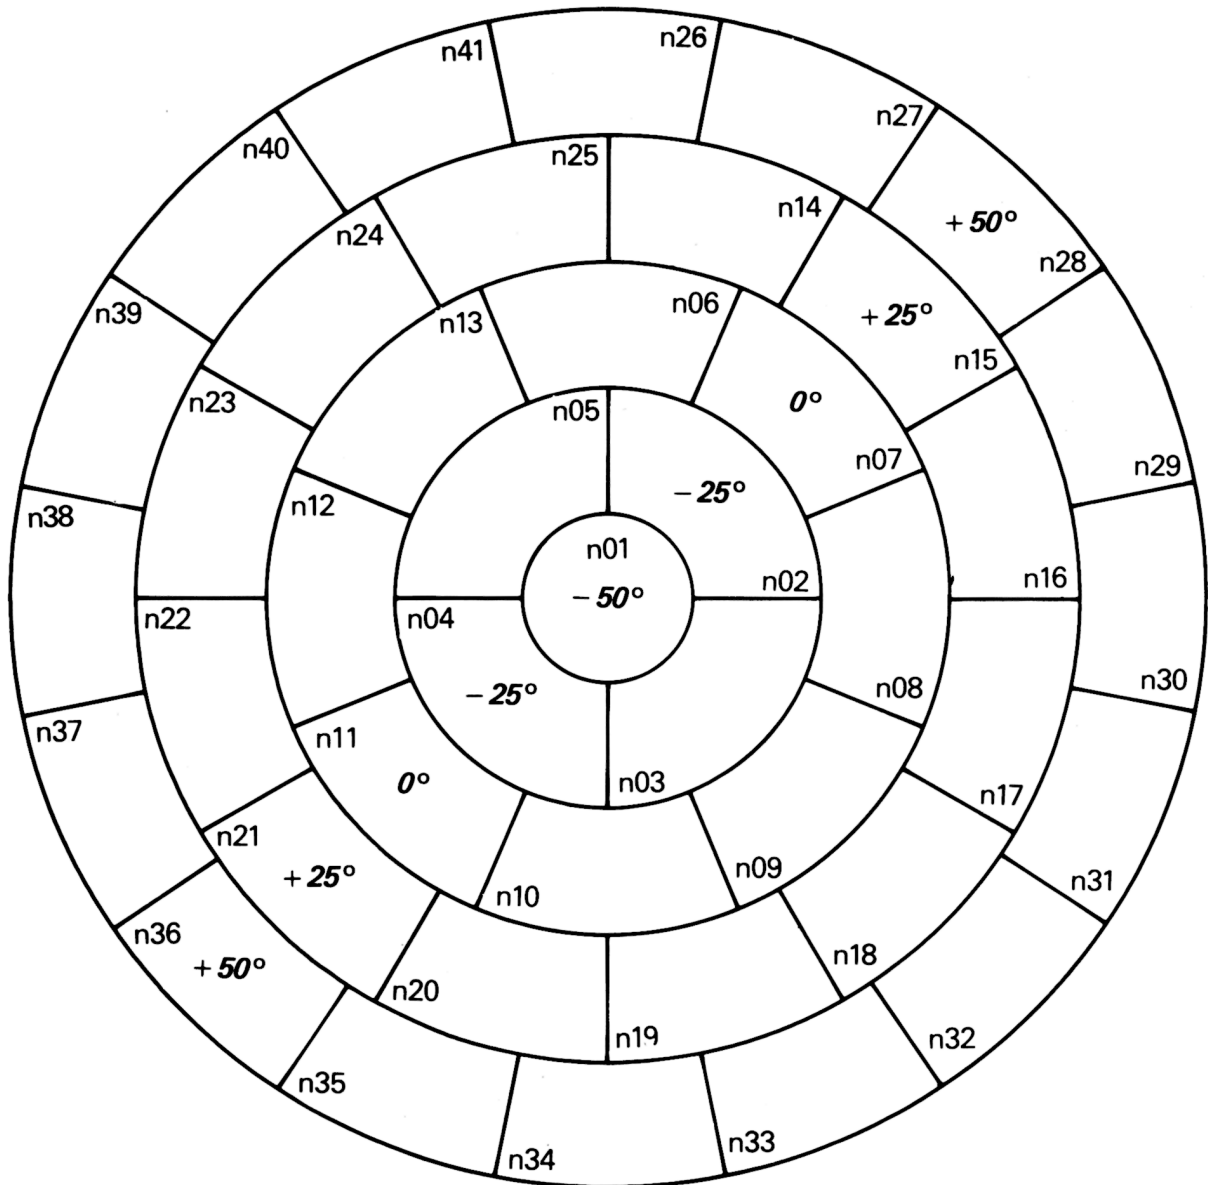 n26
n41
n27
n40
n25
n14
+ 50°
n24
n28
n39
n13
n06
+ 25°
n15
n23
0°
n05
n07
n29
n12
– 25°
n38
n01
n02
n16
– 50°
n22
n04
n30
– 25°
n08
n37
n11
0°
n03
n17
n21
+ 25°
n09
n31
n10
n36
+ 50°
n18
n20
n19
n32
n35
n33
n34